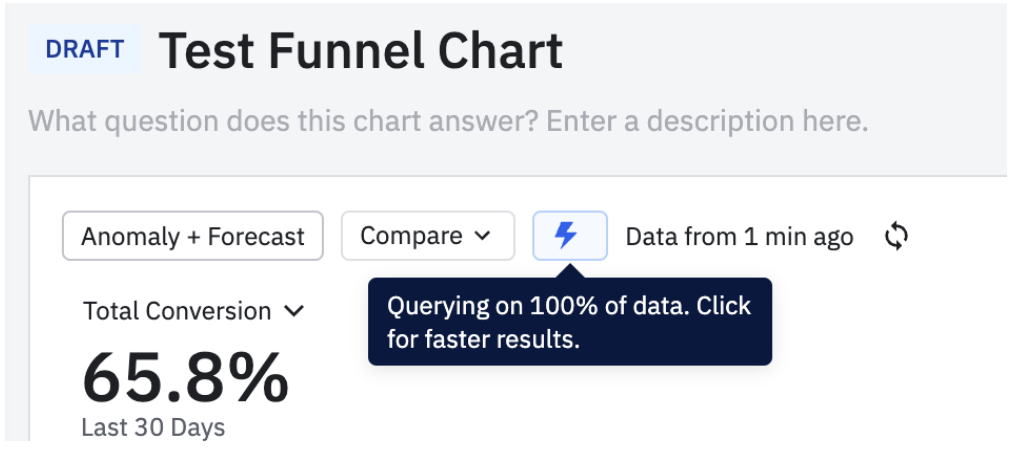 DRAFT Test Funnel Chart
What question does this chart answer? Enter a description here.
Anomaly + Forecast Compare Data from 1 min ago
Querying on 100% of data. Click
for faster results.
Total Conversion
65.8%
Last 30 Days